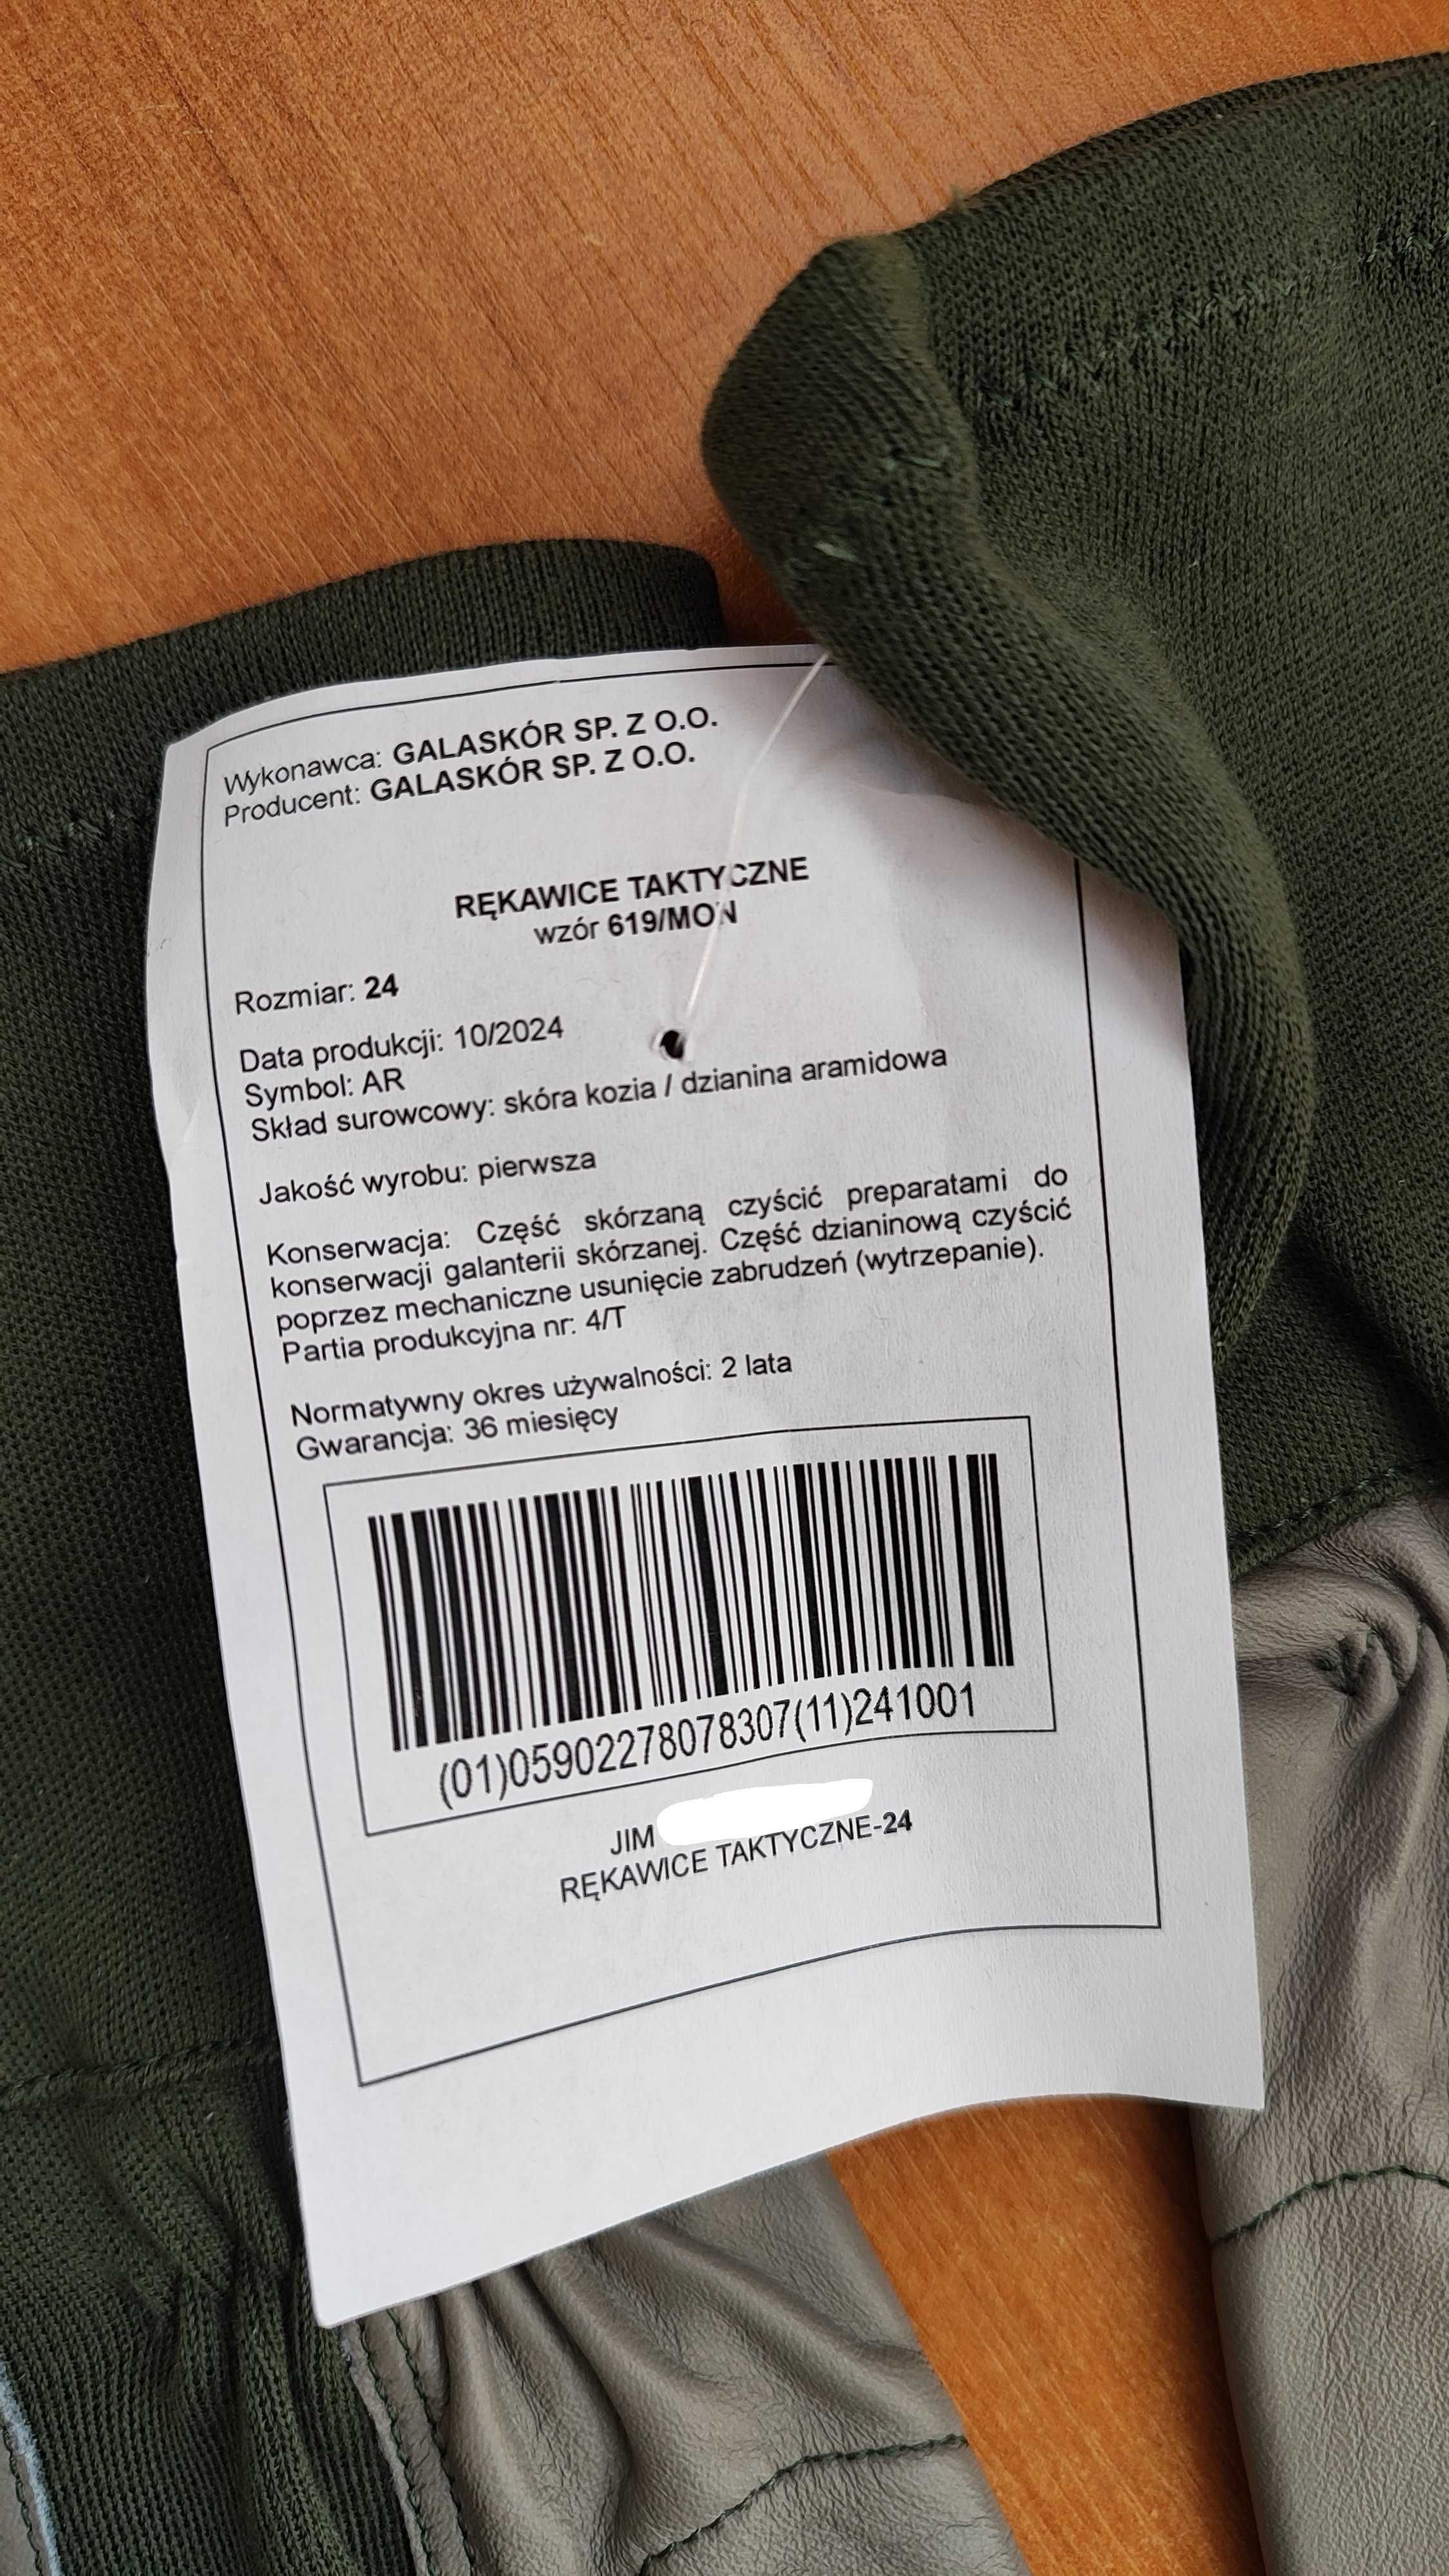 Wykonawca: GALASKÓR SP. Z O.O.
Producent: GALASKÓR SP. Z O.O.
RĘKAWICE TAKTYCZNE
wzór 619/MON
Rozmiar: 24
Data produkcji: 10/2024
Symbol: AR
Skład surowcowy: skóra kozia / dzianina aramidowa
Jakość wyrobu: pierwsza
Konserwacja: Część skórzaną czyścić preparatami do
konserwacji galanterii skórzanej. Część dzianinową czyścić
poprzez mechaniczne usunięcie zabrudzeń (wytrzepanie).
Partia produkcyjna nr: 4/T
Normatywny okres używalności: 2 lata
Gwarancja: 36 miesięcy
(01)05902278078307(11)241001
JIM
RĘKAWICE TAKTYCZNE-24